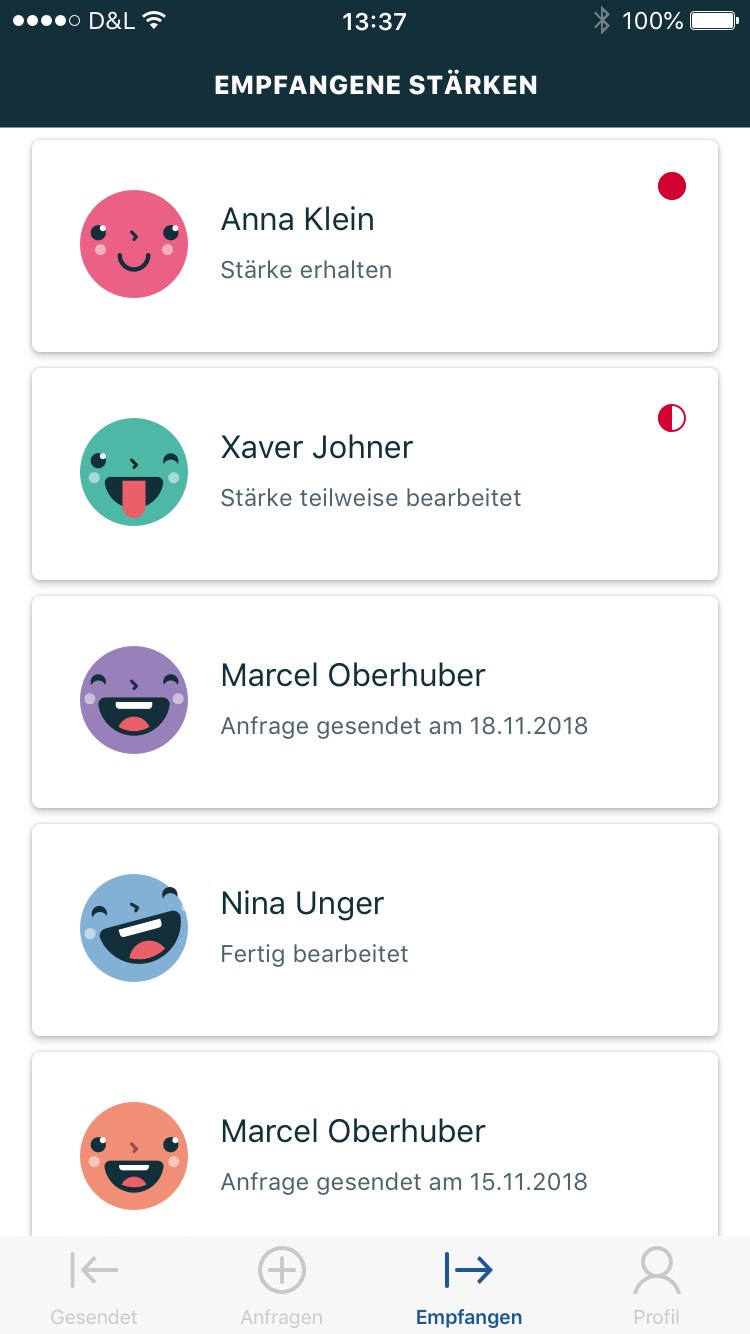 D&L 13:37 100%
EMPFANGENE STÄRKEN
Anna Klein
Stärke erhalten
Xaver Johner
Stärke teilweise bearbeitet
Marcel Oberhuber
Anfrage gesendet am 18.11.2018
Nina Unger
Fertig bearbeitet
Marcel Oberhuber
Anfrage gesendet am 15.11.2018
Gesendet Anfragen Empfangen Profil